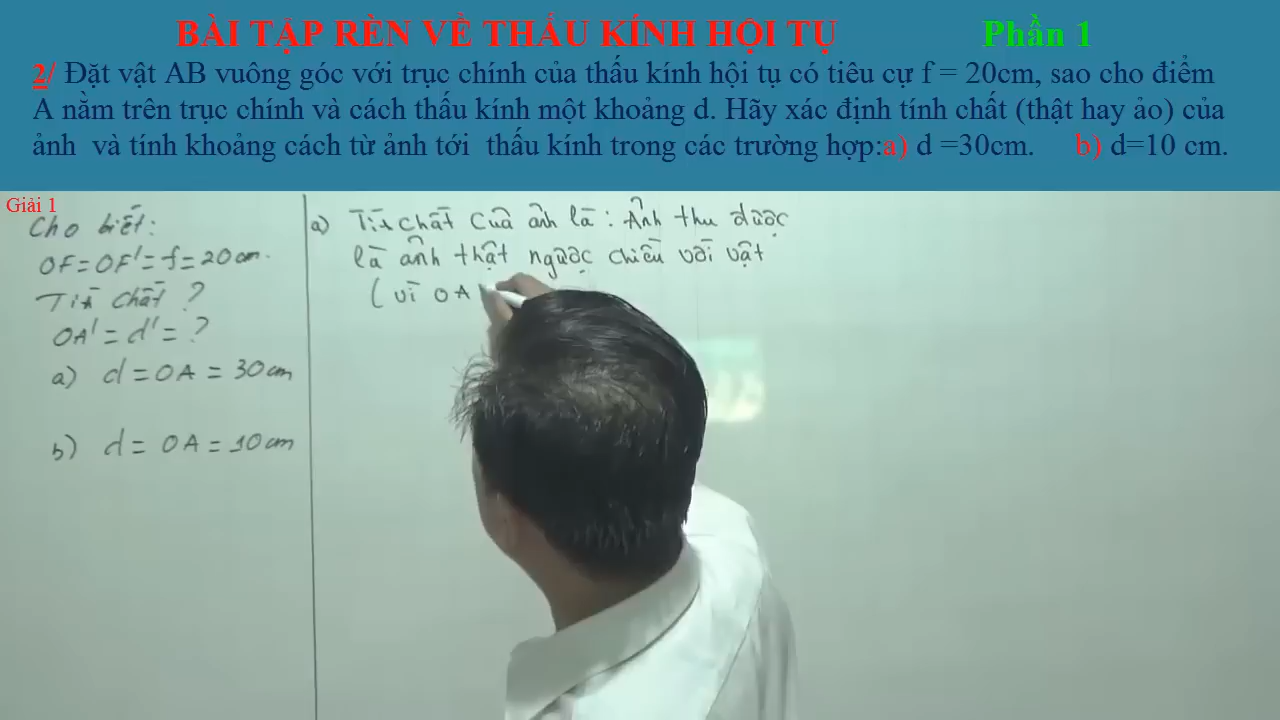 BÀI TẬP RÈN VỀ THẤU KÍNH HỘI TỤ Phần 1
2/ Đặt vật AB vuông góc với trục chính của thấu kính hội tụ có tiêu cự f = 20cm, sao cho điểm
A nằm trên trục chính và cách thấu kính một khoảng d. Hãy xác định tính chất (thật hay ảo) của
ảnh và tính khoảng cách từ ảnh tới thấu kính trong các trường hợp:a) d =30cm. b) d=10 cm.
Giải 1
Cho biết:
OF=OF'=f=20cm.
Tính chất ?
OA'=d'=?
a) d=OA=30cm
b) d=OA=10cm
a) Tính chất của ảnh là: Ảnh thu được
là ảnh thật ngược chiều với vật
(vì OA